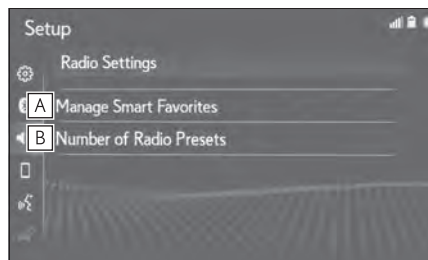 Setup
Radio Settings
A Manage Smart Favorites
B Number of Radio Presets